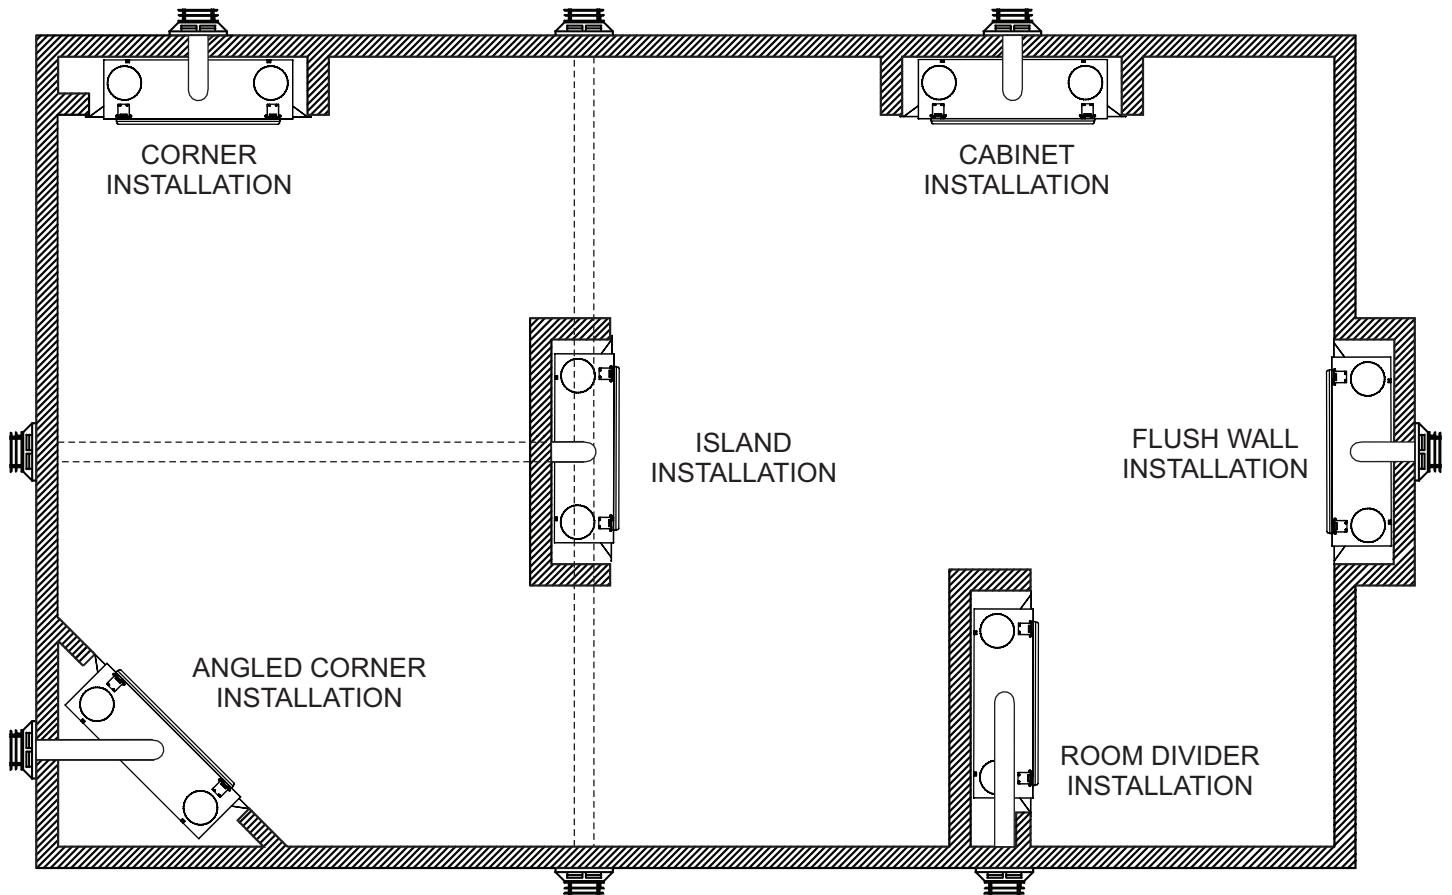 CORNER
INSTALLATION
CABINET
INSTALLATION
ISLAND
INSTALLATION
FLUSH WALL
INSTALLATION
ANGLED CORNER
INSTALLATION
ROOM DIVIDER
INSTALLATION